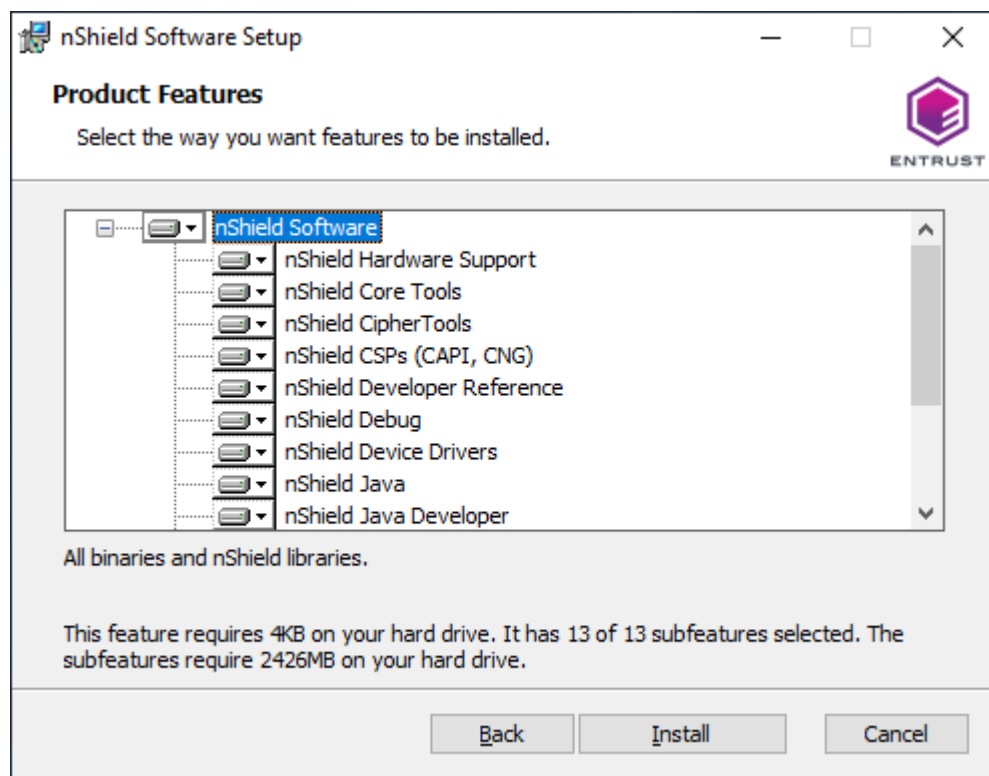 nShield Software Setup
Product Features
Select the way you want features to be installed.
ENTRUST
nShield Software
nShield Hardware Support
nShield Core Tools
nShield CipherTools
nShield CSPs (CAPI, CNG)
nShield Developer Reference
nShield Debug
nShield Device Drivers
nShield Java
nShield Java Developer
All binaries and nShield libraries.
This feature requires 4KB on your hard drive. It has 13 of 13 subfeatures selected. The
subfeatures require 2426MB on your hard drive.
Back Install Cancel